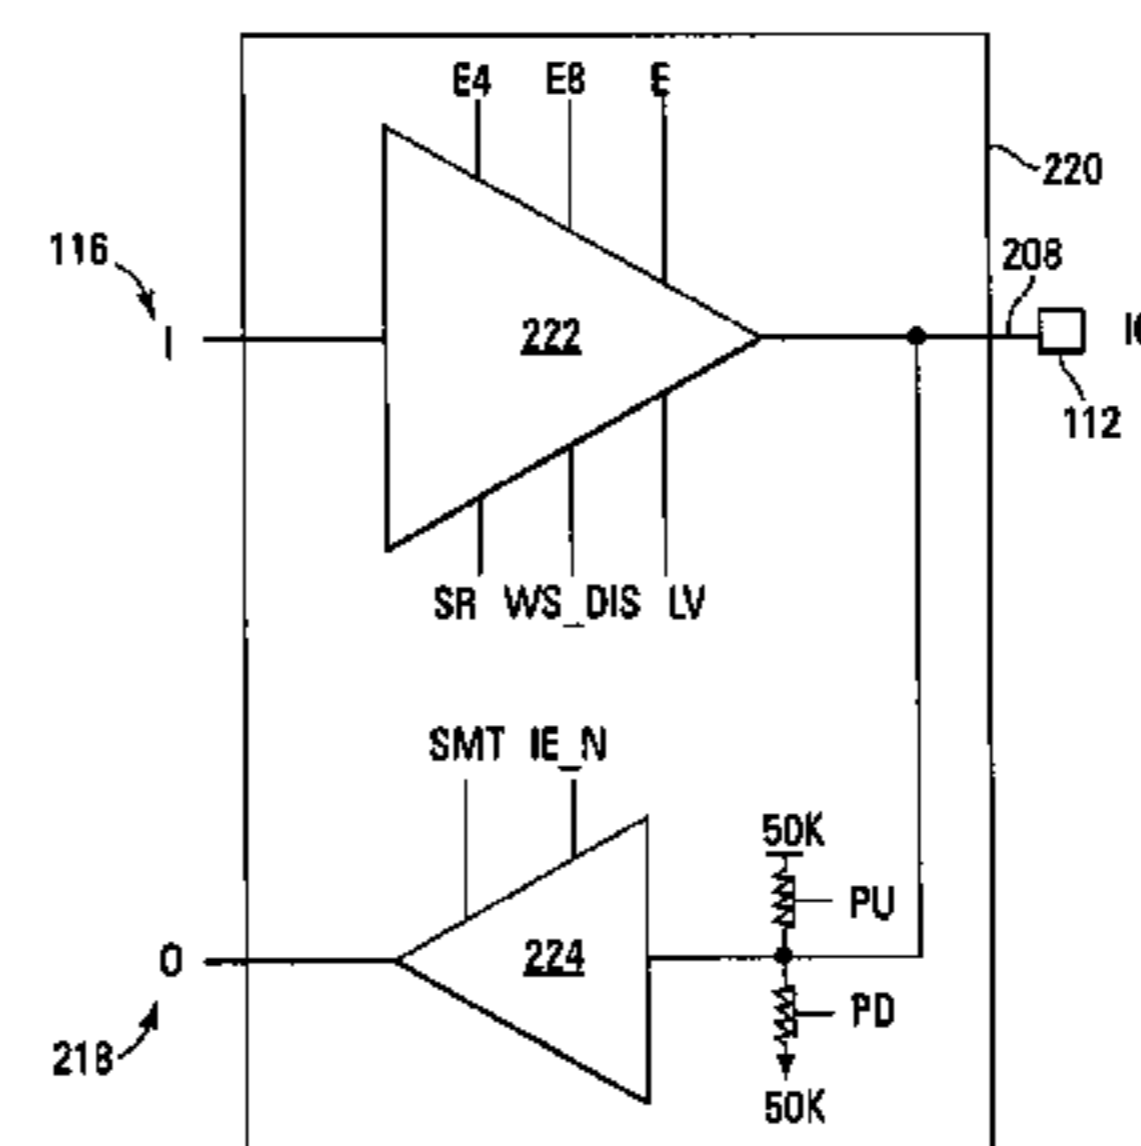 E4 E8 E
220
116
208
I
222
112
SR WS_DIS LV
SMT IE_N
50K
PU
O
224
PD
218
50K